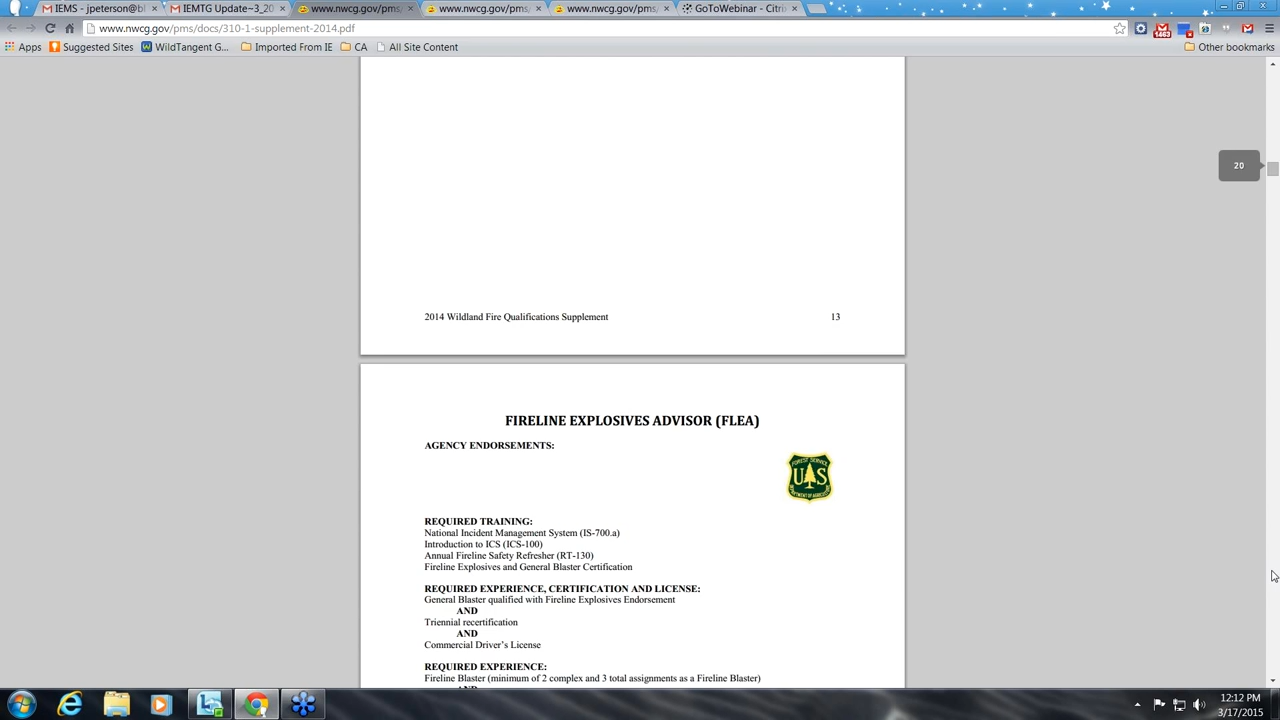 IEMS - jpeterson@bl
IEMTG Update~3_20
www.nwcg.gov/pms/
www.nwcg.gov/pms,
www.nwcg.gov/pms,
GoToWebinar - Citri
www.nwcg.gov/pms/docs/310-1-supplement-2014.pdf
Apps
Suggested Sites
WildTangent G...
Imported From IE
CA
All Site Content
Other bookmarks
20
2014 Wildland Fire Qualifications Supplement 13
FIRELINE EXPLOSIVES ADVISOR (FLEA)
AGENCY ENDORSEMENTS:
FOREST SERVICE
U S
DEPARTMENT OF AGRICULTURE
REQUIRED TRAINING:
National Incident Management System (IS-700.a)
Introduction to ICS (ICS-100)
Annual Fireline Safety Refresher (RT-130)
Fireline Explosives and General Blaster Certification
REQUIRED EXPERIENCE, CERTIFICATION AND LICENSE:
General Blaster qualified with Fireline Explosives Endorsement
AND
Triennial recertification
AND
Commercial Driver's License
REQUIRED EXPERIENCE:
Fireline Blaster (minimum of 2 complex and 3 total assignments as a Fireline Blaster)
AND
12:12 PM
3/17/2015